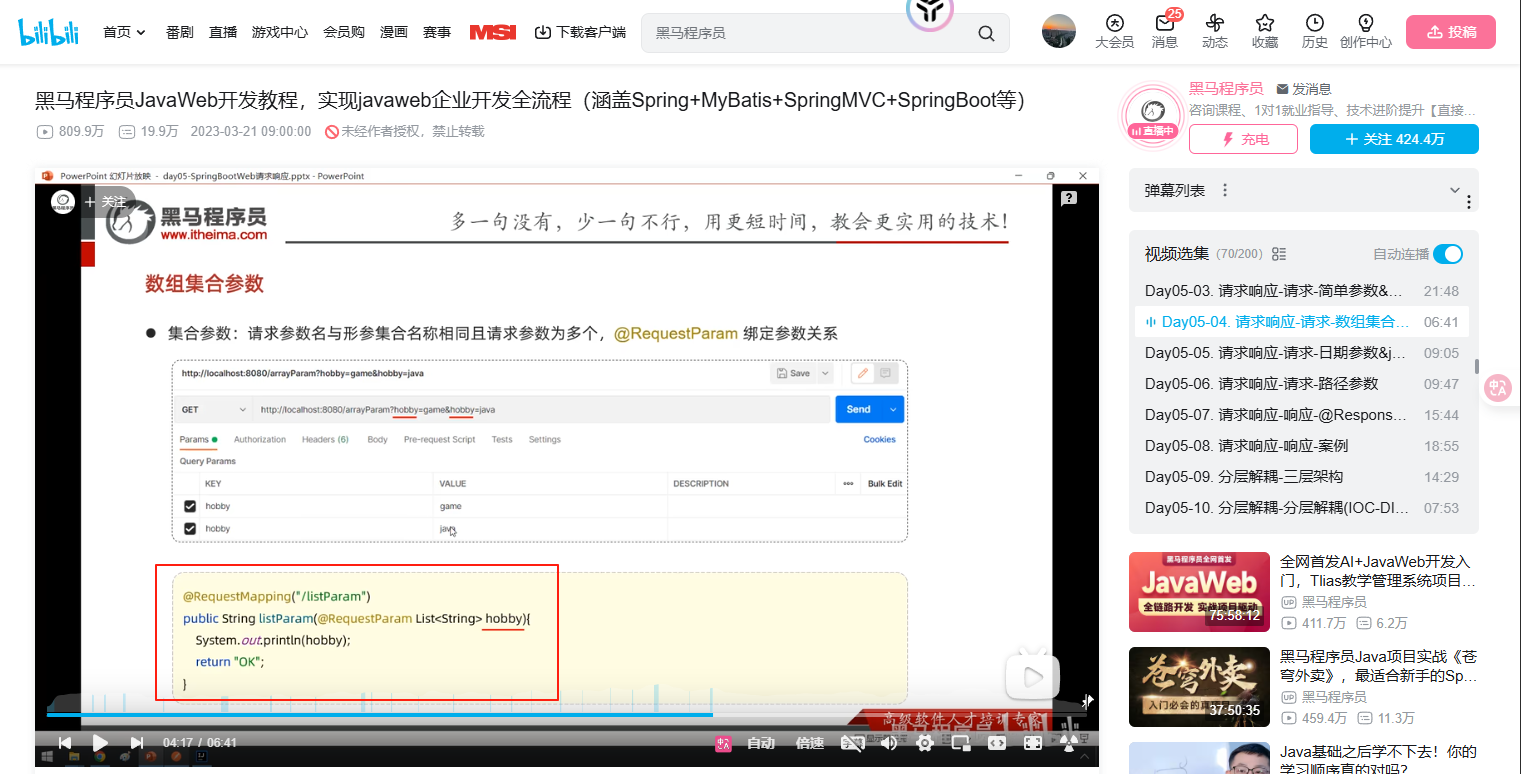 bilibili 首页 番剧 直播 游戏中心 会员购 漫画 赛事 MSI 下载客户端 黑马程序员 大会员 25 消息 动态 收藏 历史 创作中心 投稿
黑马程序员JavaWeb开发教程，实现javaweb企业开发全流程（涵盖Spring+MyBatis+SpringMVC+SpringBoot等）
809.9万 19.9万 2023-03-21 09:00:00 未经作者授权，禁止转载
PowerPoint 幻灯片放映 - day05-SpringBootWeb请求响应.pptx - PowerPoint
+ 关注
黑马程序员
www.itheima.com
多一句没有，少一句不行，用更短时间，教会更实用的技术！
数组集合参数
● 集合参数：请求参数名与形参集合名称相同且请求参数为多个，@RequestParam 绑定参数关系
http://localhost:8080/arrayParam?hobby=game&hobby=java Save
GET http://localhost:8080/arrayParam?hobby=game&hobby=java Send
Params Authorization Headers (6) Body Pre-request Script Tests Settings Cookies
Query Params
KEY VALUE DESCRIPTION ooo Bulk Edit
hobby game
hobby java
@RequestMapping("/listParam")
public String listParam(@RequestParam List<String> hobby){
System.out.println(hobby);
return "OK";
}
高级软件人才培训专家
04:17 / 06:41 自动 倍速
黑马程序员 发消息
咨询课程、1对1就业指导、技术进阶提升【直接...
直播中
充电 + 关注 424.4万
弹幕列表
视频选集 (70/200) 自动连播
Day05-03. 请求响应-请求-简单参数&... 21:48
Day05-04. 请求响应-请求-数组集合... 06:41
Day05-05. 请求响应-请求-日期参数&j... 09:05
Day05-06. 请求响应-请求-路径参数 09:47
Day05-07. 请求响应-响应-@Respons... 15:44
Day05-08. 请求响应-响应-案例 18:55
Day05-09. 分层解耦-三层架构 14:29
Day05-10. 分层解耦-分层解耦(IOC-DI... 07:53
黑马程序员全网首发
JavaWeb
全链路开发 实战项目驱动
75:58:12
全网首发AI+JavaWeb开发入
门，Tlias教学管理系统项目...
UP 黑马程序员
411.7万 6.2万
苍穹外卖
37:50:35
黑马程序员Java项目实战《苍
穹外卖》，最适合新手的Sp...
UP 黑马程序员
459.4万 11.3万
Java基础之后学不下去！你的
学习顺序真的对吗？